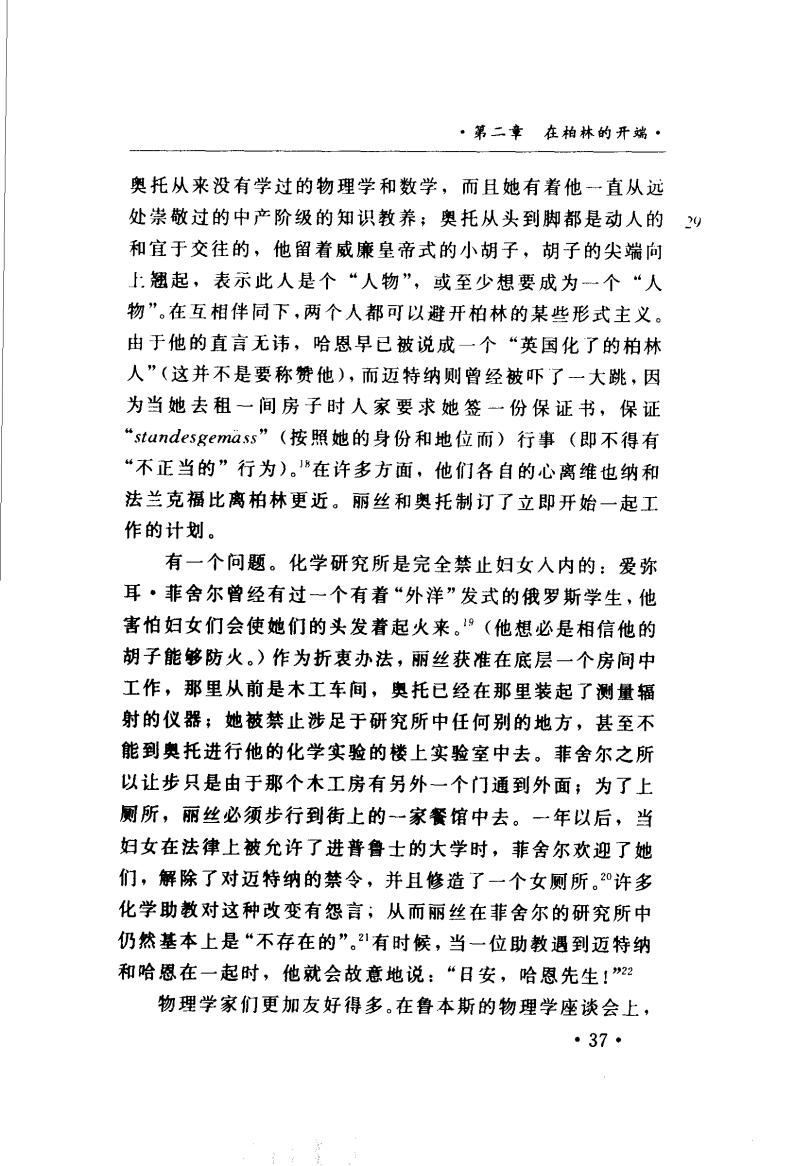 ·第二章 在柏林的开端·
奥托从来没有学过的物理学和数学，而且她有着他一直从远
处崇敬过的中产阶级的知识教养；奥托从头到脚都是动人的 29
和宜于交往的，他留着威廉皇帝式的小胡子，胡子的尖端向
上翘起，表示此人是个“人物”，或至少想要成为一个“人
物”。在互相伴同下，两个人都可以避开柏林的某些形式主义。
由于他的直言无讳，哈恩早已被说成一个“英国化了的柏林
人”（这并不是要称赞他），而迈特纳则曾经被吓了一大跳，因
为当她去租一间房子时人家要求她签一份保证书，保证
“standesgemäss”（按照她的身份和地位而）行事（即不得有
“不正当的”行为）。18在许多方面，他们各自的心离维也纳和
法兰克福比离柏林更近。丽丝和奥托制订了立即开始一起工
作的计划。
有一个问题。化学研究所是完全禁止妇女入内的：爱弥
耳·菲舍尔曾经有过一个有着“外洋”发式的俄罗斯学生，他
害怕妇女们会使她们的头发着起火来。19（他想必是相信他的
胡子能够防火。）作为折衷办法，丽丝获准在底层一个房间中
工作，那里从前是木工车间，奥托已经在那里装起了测量辐
射的仪器；她被禁止涉足于研究所中任何别的地方，甚至不
能到奥托进行他的化学实验的楼上实验室中去。菲舍尔之所
以让步只是由于那个木工房有另外一个门通到外面；为了上
厕所，丽丝必须步行到街上的一家餐馆中去。一年以后，当
妇女在法律上被允许了进普鲁士的大学时，菲舍尔欢迎了她
们，解除了对迈特纳的禁令，并且修造了一个女厕所。20许多
化学助教对这种改变有怨言；从而丽丝在菲舍尔的研究所中
仍然基本上是“不存在的”。21有时候，当一位助教遇到迈特纳
和哈恩在一起时，他就会故意地说：“日安，哈恩先生！”22
物理学家们更加友好得多。在鲁本斯的物理学座谈会上，
·37·